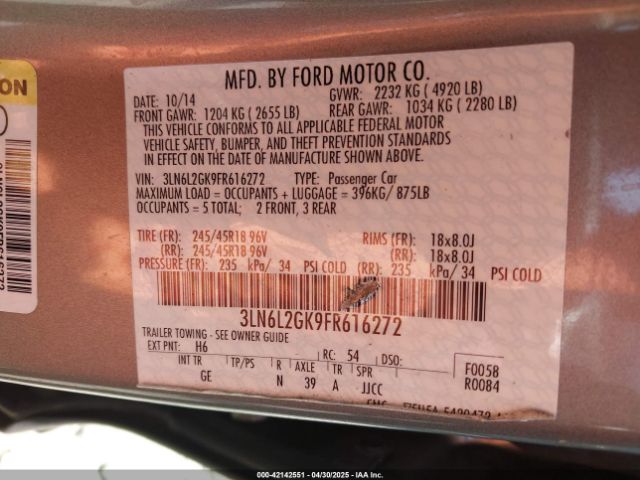 MFD. BY FORD MOTOR CO.
DATE: 10/14 GVWR: 2232 KG ( 4920 LB)
FRONT GAWR: 1204 KG ( 2655 LB) REAR GAWR: 1034 KG ( 2280 LB)
THIS VEHICLE CONFORMS TO ALL APPLICABLE FEDERAL MOTOR
VEHICLE SAFETY, BUMPER, AND THEFT PREVENTION STANDARDS
IN EFFECT ON THE DATE OF MANUFACTURE SHOWN ABOVE.
VIN: 3LN6L2GK9FR616272 TYPE: Passenger Car
MAXIMUM LOAD = OCCUPANTS + LUGGAGE = 396KG/ 875LB
OCCUPANTS = 5 TOTAL; 2 FRONT, 3 REAR
TIRE (FR): 245/45R18 96V RIMS (FR): 18x8.0J
(RR): 245/45R18 96V (RR): 18x8.0J
PRESSURE (FR): 235 kPa/ 34 PSI COLD (RR): 235 kPa/ 34 PSI COLD
3LN6L2GK9FR616272
TRAILER TOWING - SEE OWNER GUIDE
EXT PNT: H6 RC: 54 DSO: F0058
INT TR TP/PS R AXLE TR SPR R0084
GE N 39 A JJCC
000-42142551 - 04/30/2025 - IAA Inc.